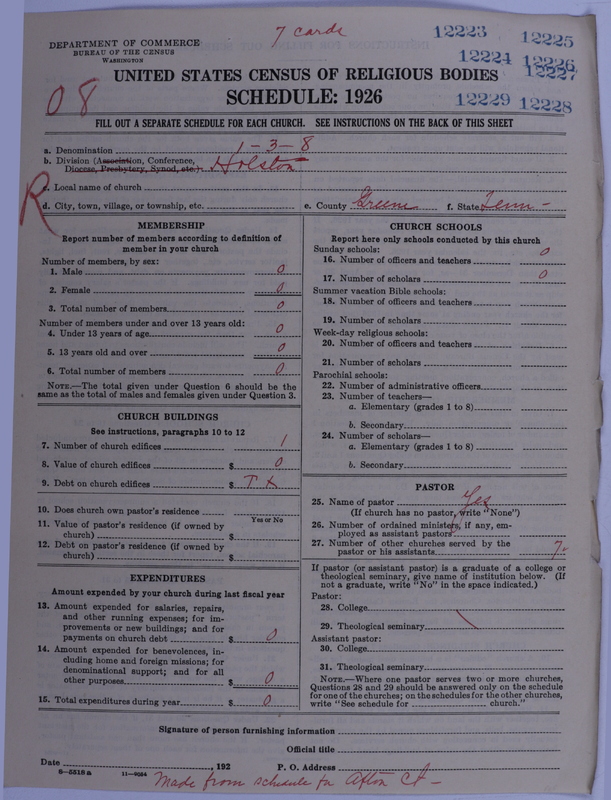 7 cards
12223 12225
12224 12226
12227
12229 12228
DEPARTMENT OF COMMERCE
BUREAU OF THE CENSUS
WASHINGTON
UNITED STATES CENSUS OF RELIGIOUS BODIES
SCHEDULE: 1926
08
FILL OUT A SEPARATE SCHEDULE FOR EACH CHURCH. SEE INSTRUCTIONS ON THE BACK OF THIS SHEET
a. Denomination 1-3-8
b. Division (Association, Conference, Diocese, Presbytery, Synod, etc.) Holston
R
c. Local name of church
d. City, town, village, or township, etc. e. County Greene f. State Tenn-
MEMBERSHIP
Report number of members according to definition of
member in your church
Number of members, by sex:
1. Male 0
2. Female 0
3. Total number of members 0
Number of members under and over 13 years old:
4. Under 13 years of age 0
5. 13 years old and over 0
6. Total number of members 0
NOTE.—The total given under Question 6 should be the
same as the total of males and females given under Question 3.
CHURCH BUILDINGS
See instructions, paragraphs 10 to 12
7. Number of church edifices 1
8. Value of church edifices $ 0
9. Debt on church edifices $ T X
10. Does church own pastor's residence
Yes or No
11. Value of pastor's residence (if owned by
church) $
12. Debt on pastor's residence (if owned by
church) $
EXPENDITURES
Amount expended by your church during last fiscal year
13. Amount expended for salaries, repairs,
and other running expenses; for im-
provements or new buildings; and for
payments on church debt $ 0
14. Amount expended for benevolences, in-
cluding home and foreign missions; for
denominational support; and for all
other purposes $ 0
15. Total expenditures during year $ 0
CHURCH SCHOOLS
Report here only schools conducted by this church
Sunday schools:
16. Number of officers and teachers 0
17. Number of scholars 0
Summer vacation Bible schools:
18. Number of officers and teachers
19. Number of scholars
Week-day religious schools:
20. Number of officers and teachers
21. Number of scholars
Parochial schools:
22. Number of administrative officers
23. Number of teachers—
a. Elementary (grades 1 to 8)
b. Secondary
24. Number of scholars—
a. Elementary (grades 1 to 8)
b. Secondary
PASTOR
25. Name of pastor Yes
(If church has no pastor, write "None")
26. Number of ordained ministers, if any, em-
ployed as assistant pastors
27. Number of other churches served by the
pastor or his assistants 7
If pastor (or assistant pastor) is a graduate of a college or
theological seminary, give name of institution below. (If
not a graduate, write "No" in the space indicated.)
Pastor:
28. College
29. Theological seminary
Assistant pastor:
30. College
31. Theological seminary
NOTE.—Where one pastor serves two or more churches,
Questions 28 and 29 should be answered only on the schedule
for one of the churches; on the schedules for the other churches,
write "See schedule for church."
Signature of person furnishing information
Official title
Date , 192 P. O. Address
6—5518 a 11—9054
Made from schedule for Afton Ct-